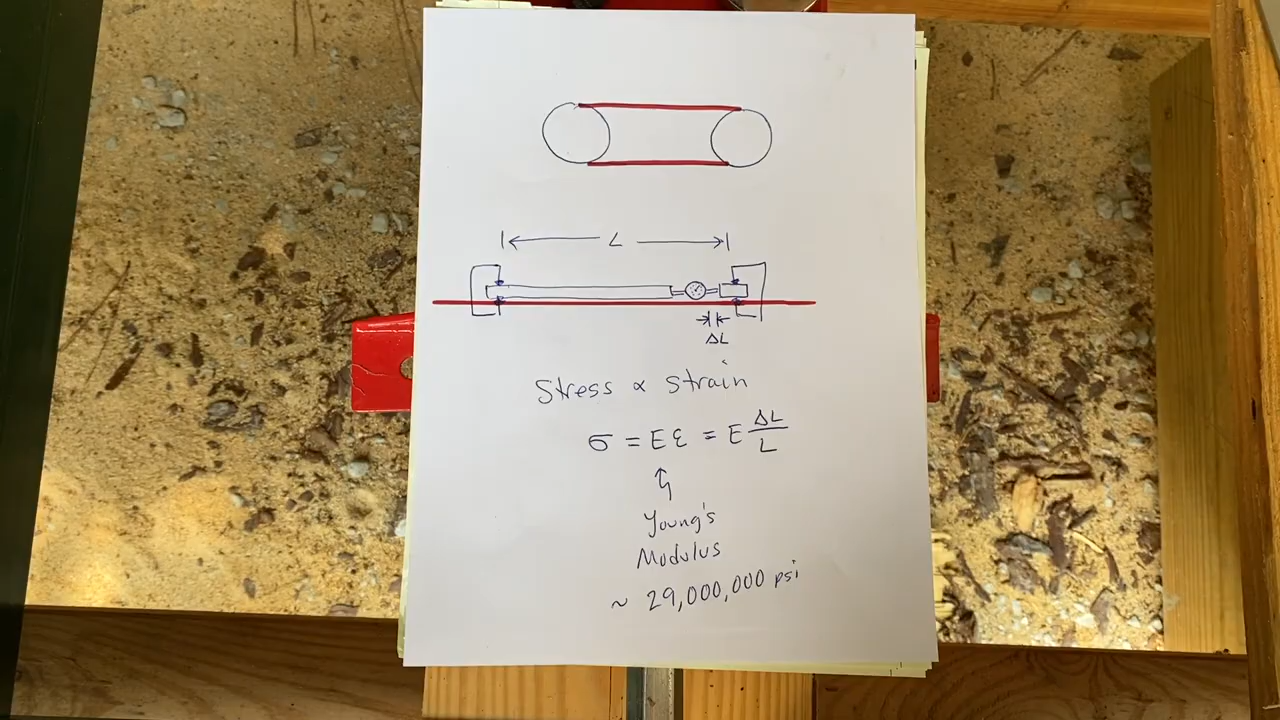 L
ΔL
Stress ∝ Strain
σ = Eε = E ΔL/L
Young's
Modulus
~ 29,000,000 psi